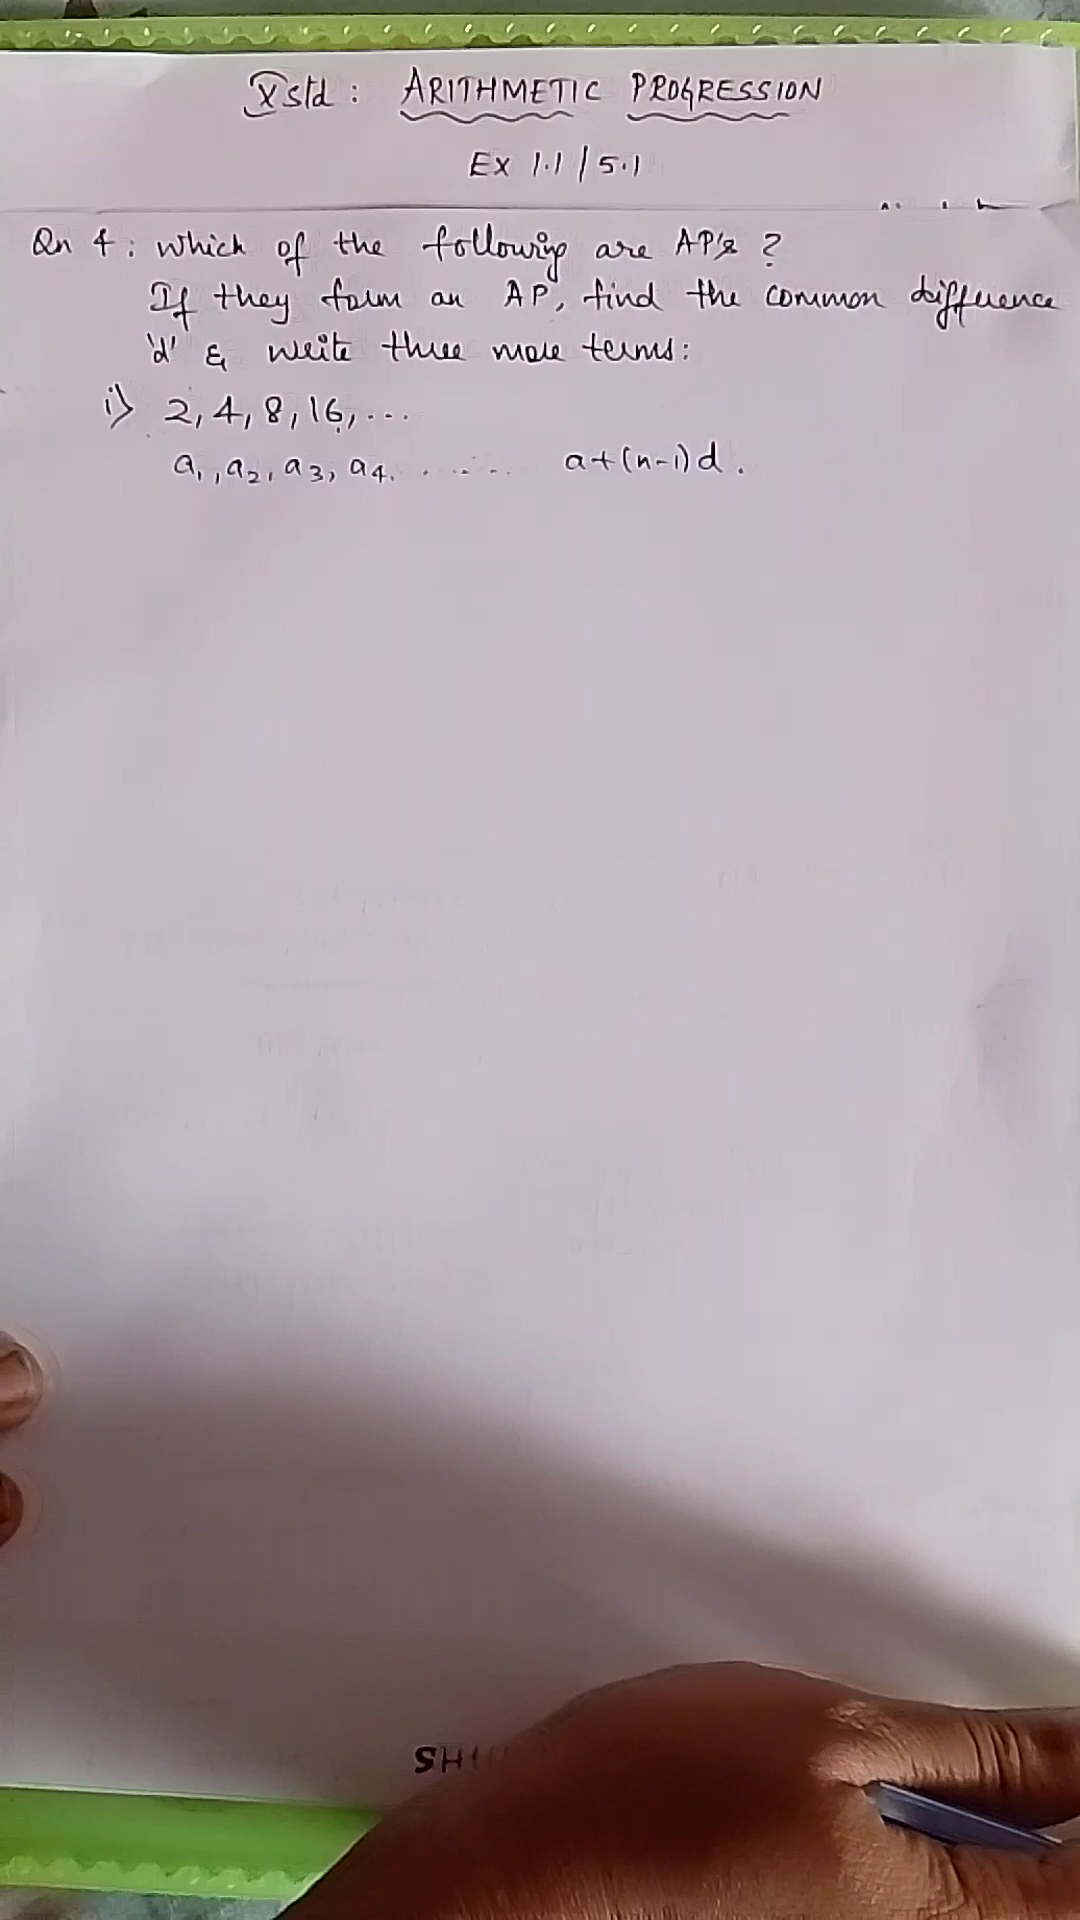 X std : ARITHMETIC PROGRESSION
Ex 1.1 / 5.1
Qn 4 : Which of the following are AP's ?
If they form an AP, find the common difference
'd' & write three more terms:
i) 2, 4, 8, 16, ...
a₁, a₂, a₃, a₄. ...... a+(n-1)d.
SH